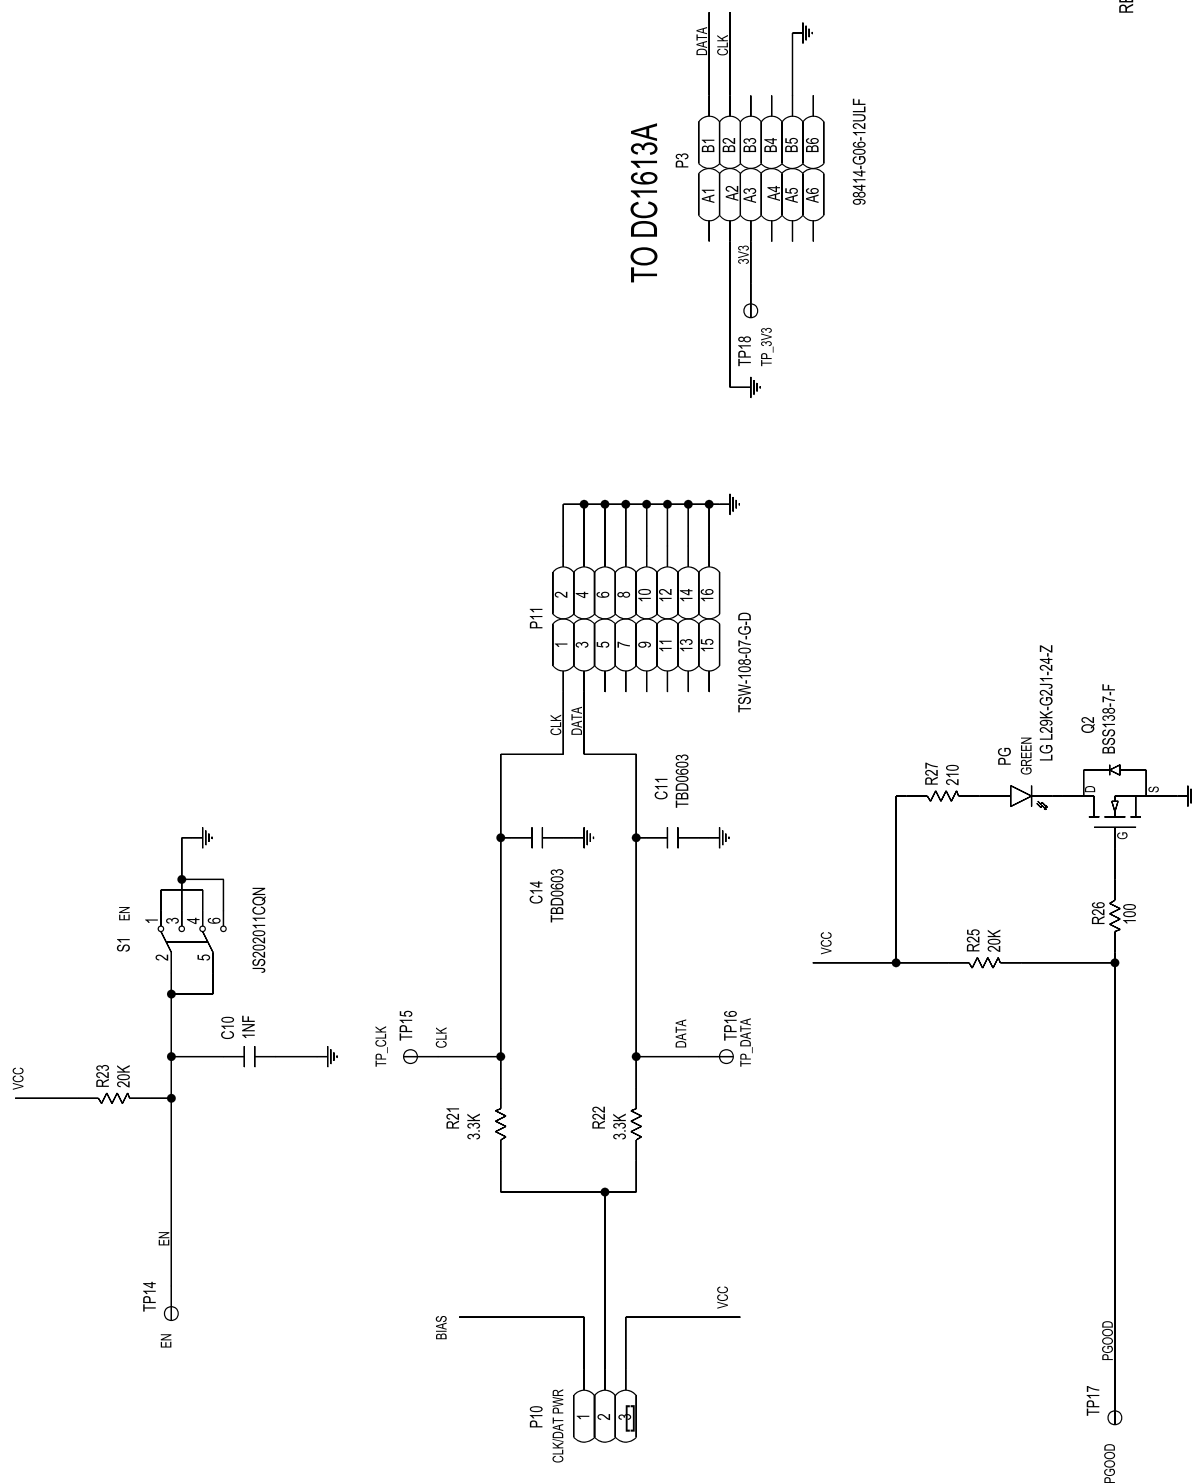 RE
DATA
CLK
P3
B1
B2
B3
B4
B5
B6
A1
A2
A3
A4
A5
A6
98414-G06-12ULF
TO DC1613A
3V3
TP18
TP_3V3
P11
2
4
6
8
10
12
14
16
1
3
5
7
9
11
13
15
TSW-108-07-G-D
CLK
DATA
C11
TBD0603
C14
TBD0603
TP_CLK
TP15
CLK
DATA
TP16
TP_DATA
R21
3.3K
R22
3.3K
BIAS
VCC
P10
CLK/DAT PWR
1
2
3
S1
EN
1
3
4
6
2
5
JS202011CQN
C10
1NF
VCC
R23
20K
EN
TP14
EN
R27
210
PG
GREEN
LG L29K-G2J1-24-Z
Q2
BSS138-7-F
D
S
G
R26
100
VCC
R25
20K
PGOOD
TP17
PGOOD